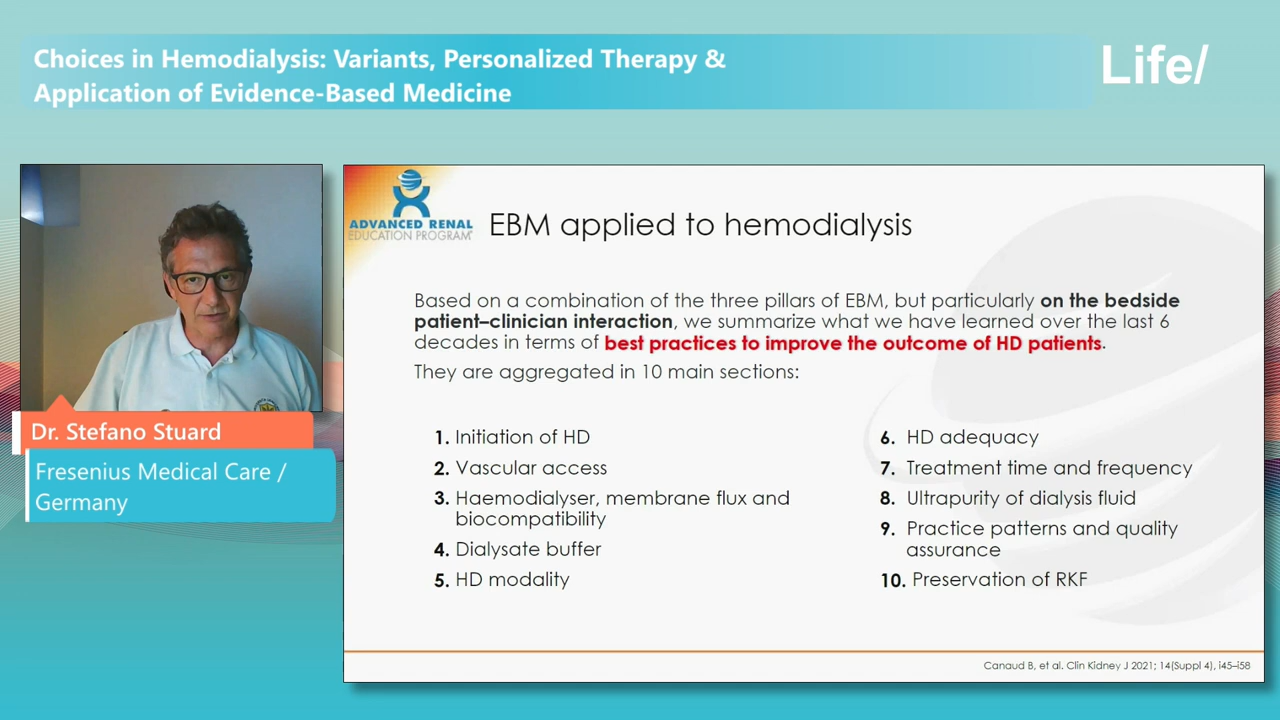 Choices in Hemodialysis: Variants, Personalized Therapy &
Application of Evidence-Based Medicine
Life/
Dr. Stefano Stuard
Fresenius Medical Care /
Germany
ADVANCED RENAL
EDUCATION PROGRAM
EBM applied to hemodialysis
Based on a combination of the three pillars of EBM, but particularly on the bedside
patient–clinician interaction, we summarize what we have learned over the last 6
decades in terms of best practices to improve the outcome of HD patients.
They are aggregated in 10 main sections:
1. Initiation of HD
2. Vascular access
3. Haemodialyser, membrane flux and
biocompatibility
4. Dialysate buffer
5. HD modality
6. HD adequacy
7. Treatment time and frequency
8. Ultrapurity of dialysis fluid
9. Practice patterns and quality
assurance
10. Preservation of RKF
Canaud B, et al. Clin Kidney J 2021; 14(Suppl 4), i45–i58